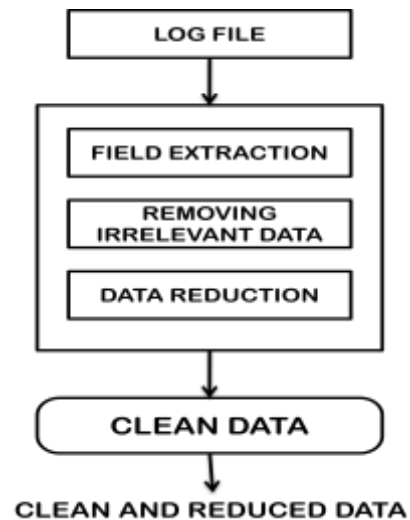 LOG FILE
FIELD EXTRACTION
REMOVING
IRRELEVANT DATA
DATA REDUCTION
CLEAN DATA
CLEAN AND REDUCED DATA